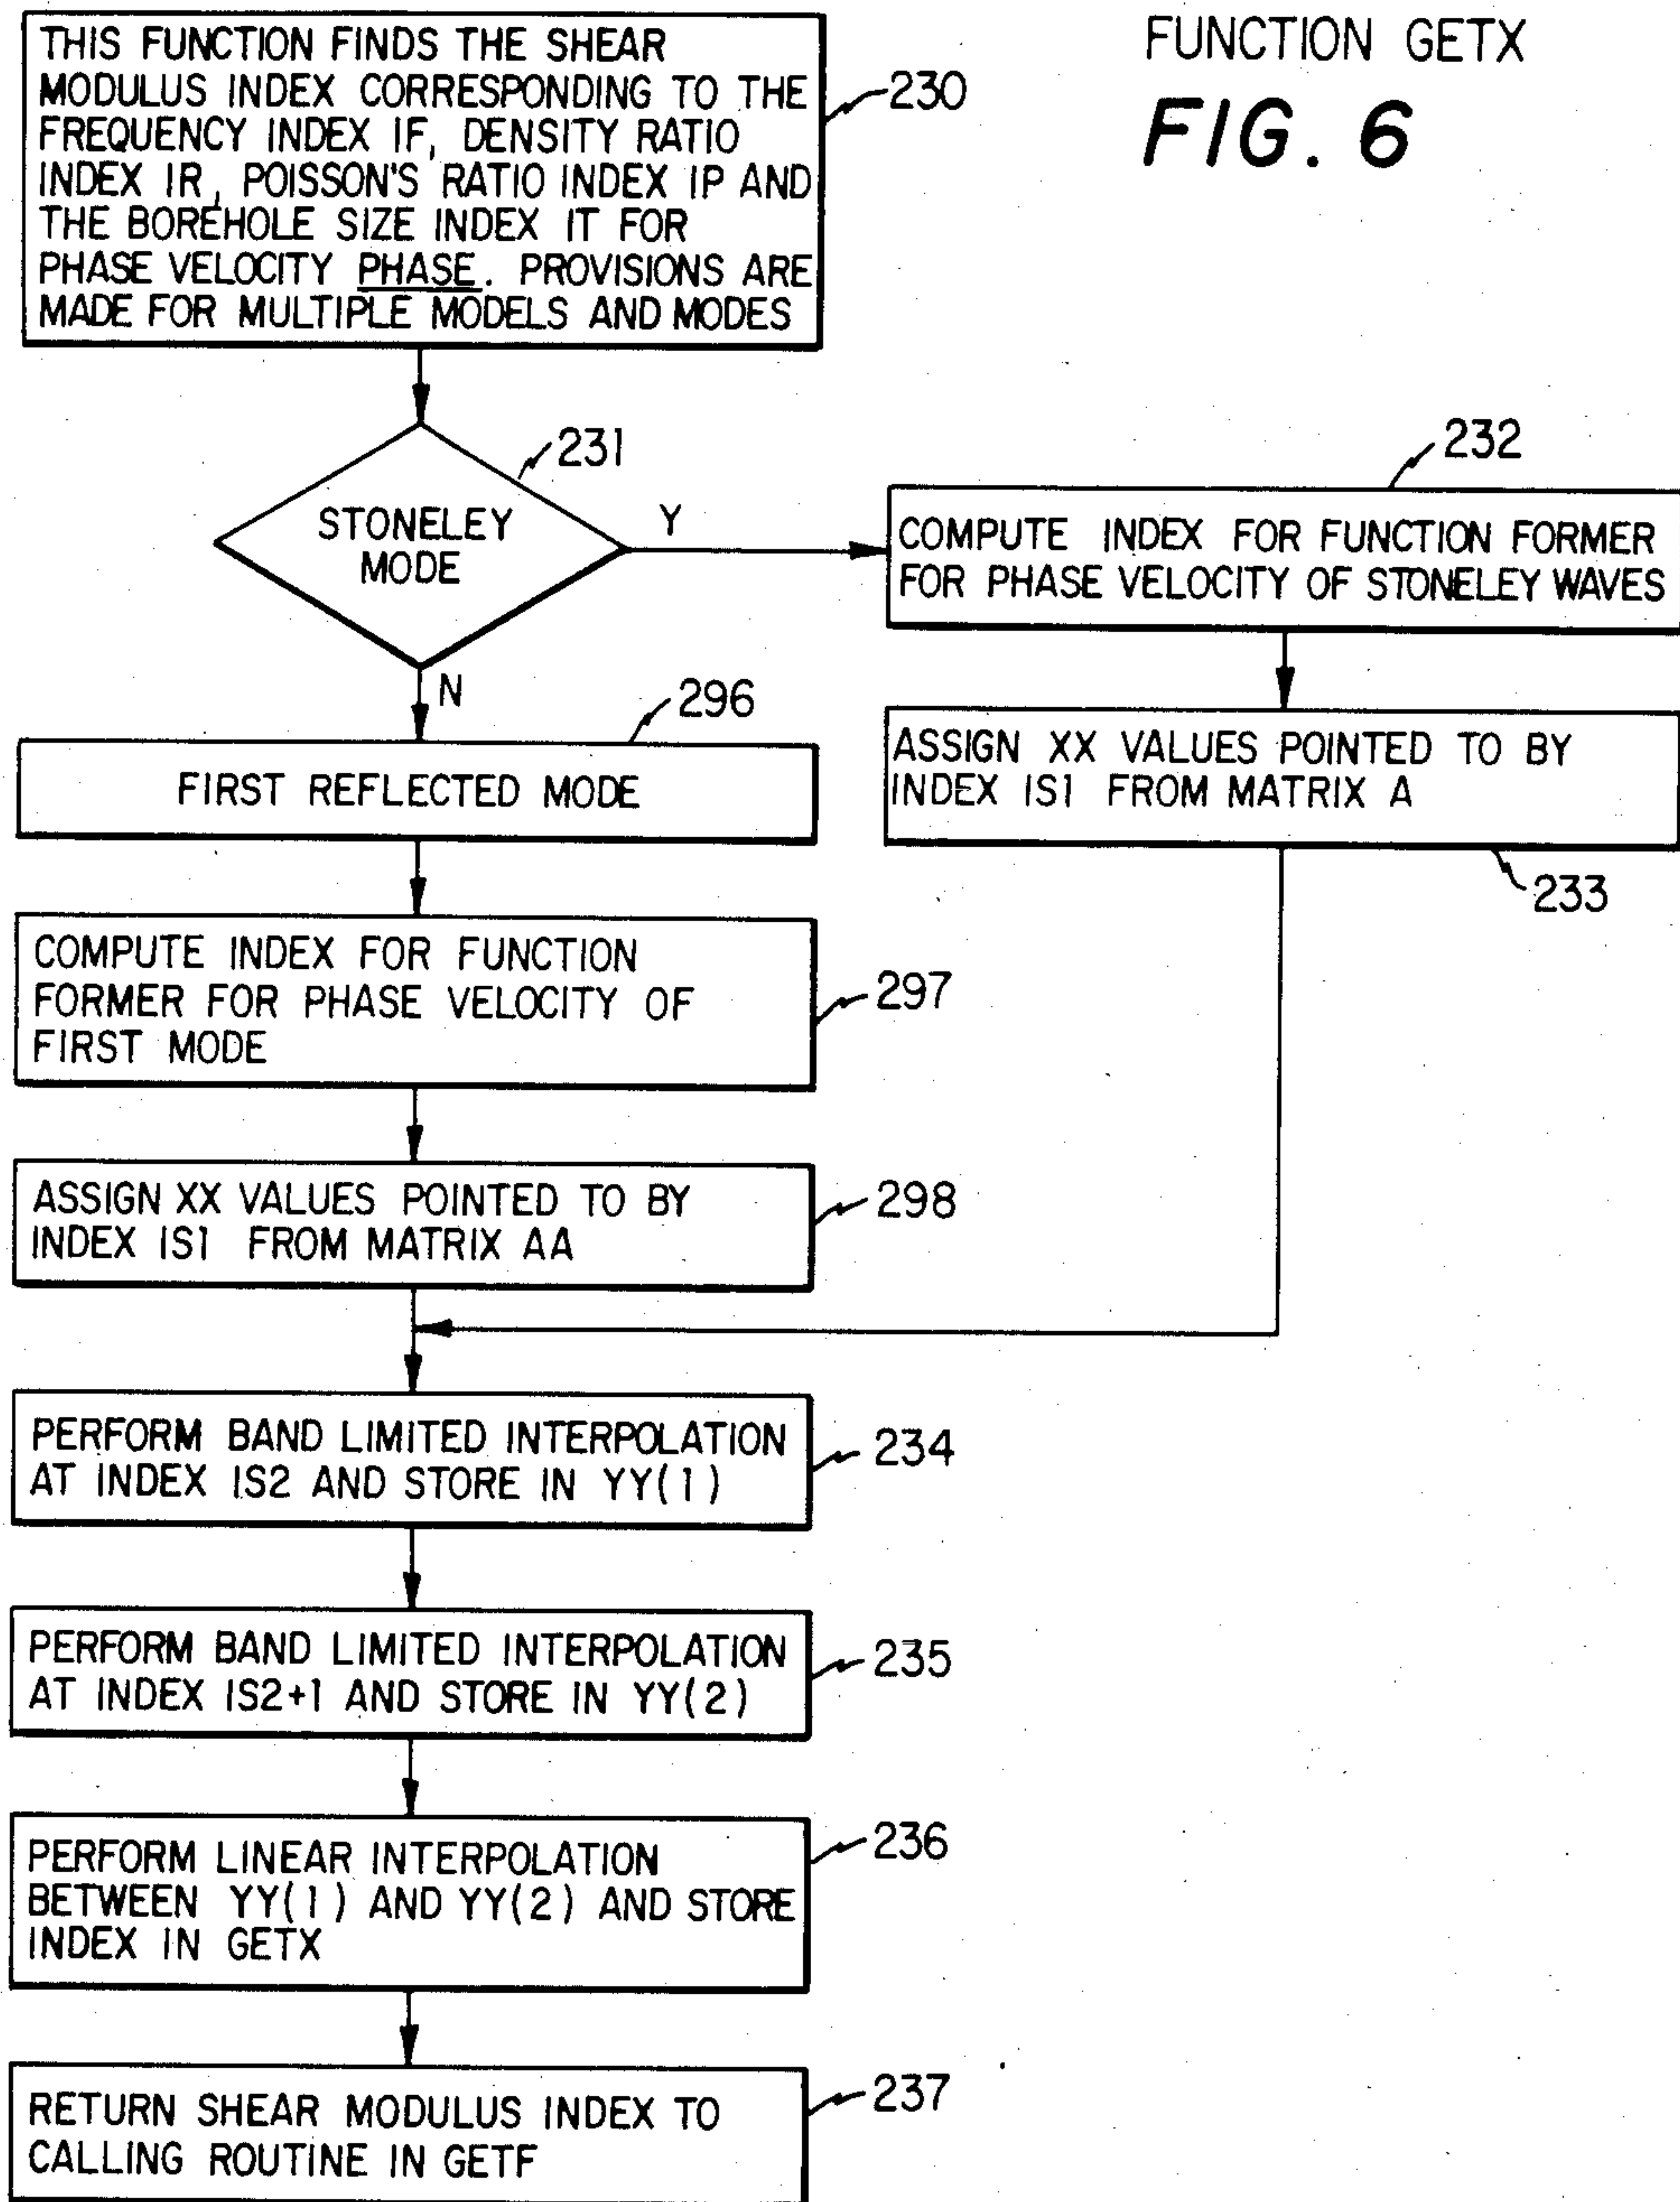 FUNCTION GETX
FIG. 6
THIS FUNCTION FINDS THE SHEAR
MODULUS INDEX CORRESPONDING TO THE
FREQUENCY INDEX IF, DENSITY RATIO
INDEX IR, POISSON'S RATIO INDEX IP AND
THE BOREHOLE SIZE INDEX IT FOR
PHASE VELOCITY PHASE. PROVISIONS ARE
MADE FOR MULTIPLE MODELS AND MODES
230
STONELEY
MODE
231
Y
N
COMPUTE INDEX FOR FUNCTION FORMER
FOR PHASE VELOCITY OF STONELEY WAVES
232
ASSIGN XX VALUES POINTED TO BY
INDEX IS1 FROM MATRIX A
233
FIRST REFLECTED MODE
296
COMPUTE INDEX FOR FUNCTION
FORMER FOR PHASE VELOCITY OF
FIRST MODE
297
ASSIGN XX VALUES POINTED TO BY
INDEX IS1 FROM MATRIX AA
298
PERFORM BAND LIMITED INTERPOLATION
AT INDEX IS2 AND STORE IN YY(1)
234
PERFORM BAND LIMITED INTERPOLATION
AT INDEX IS2+1 AND STORE IN YY(2)
235
PERFORM LINEAR INTERPOLATION
BETWEEN YY(1) AND YY(2) AND STORE
INDEX IN GETX
236
RETURN SHEAR MODULUS INDEX TO
CALLING ROUTINE IN GETF
237